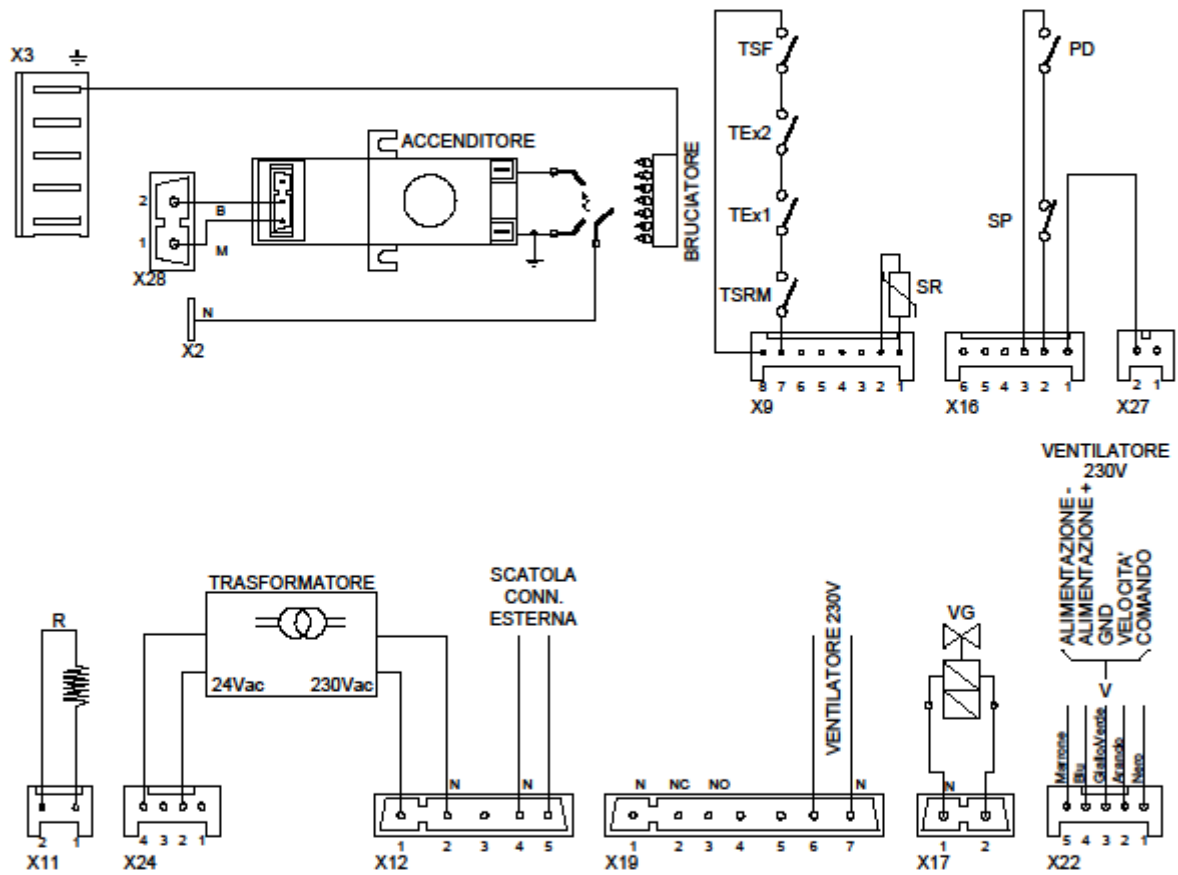 X3
TSF
PD
TEx2
ACCENDITORE
TEx1
SP
2
B
1
M
X28
BRUCIATORE
TSRM
SR
N
X2
8 7 6 5 4 3 2 1
X9
6 5 4 3 2 1
X16
2 1
X27
VENTILATORE
230V
ALIMENTAZIONE -
ALIMENTAZIONE +
GND
VELOCITA'
COMANDO
V
TRASFORMATORE
24Vac 230Vac
SCATOLA
CONN.
ESTERNA
VENTILATORE 230V
VG
R
Marrone
Blu
Giallo/Verde
Arancio
Nero
N N
N NC NO N
N
2 1
X11
4 3 2 1
X24
1 2 3 4 5
X12
1 2 3 4 5 6 7
X19
1 2
X17
5 4 3 2 1
X22